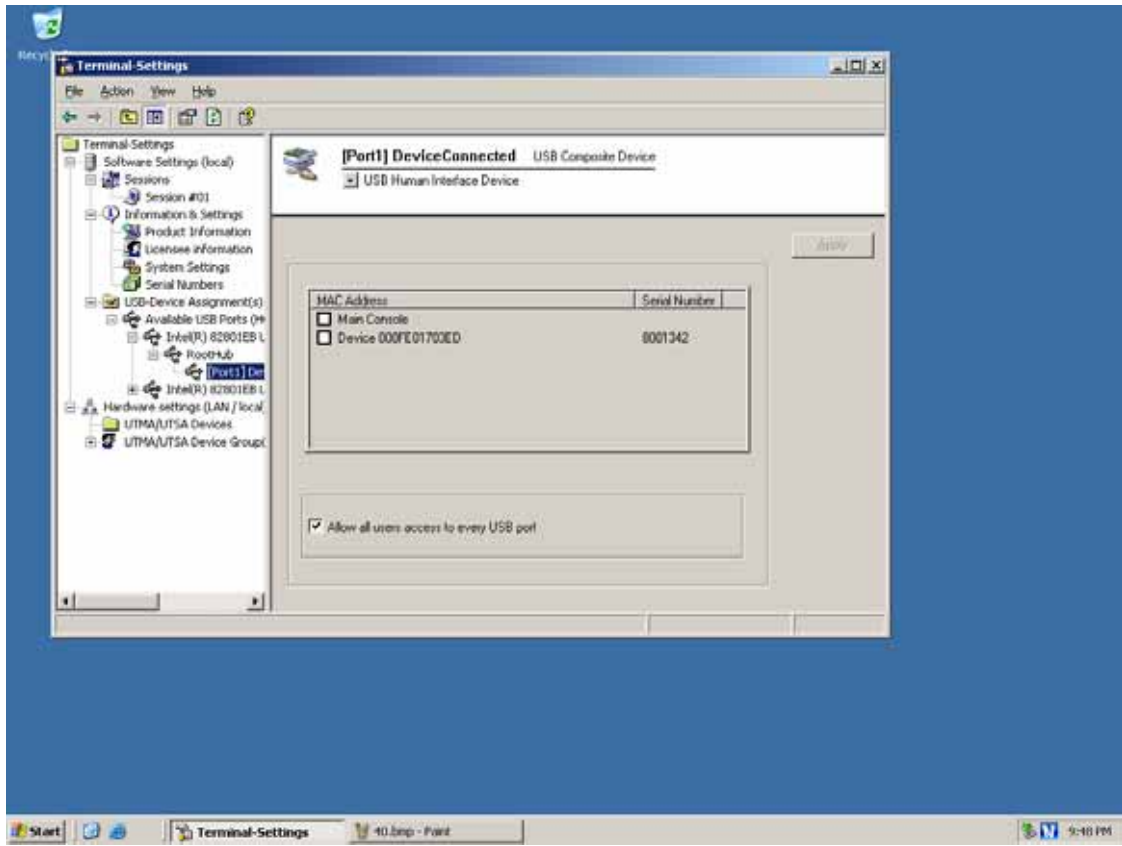 Recyc
Terminal-Settings
File Action View Help
Terminal-Settings
Software Settings (local)
Sessions
Session #01
Information & Settings
Product Information
Licensee information
System Settings
Serial Numbers
USB-Device Assignment(s)
Available USB Ports (H
Intel(R) 82801EB U
RootHub
[Port1] De
Intel(R) 82801EB U
Hardware settings (LAN / local
UTMA/UTSA Devices
UTMA/UTSA Device Group(
[Port1] DeviceConnected USB Composite Device
USB Human Interface Device
Apply
MAC Address Serial Number
Main Console
Device 000FE01703ED 8001342
Allow all users access to every USB port
Start Terminal-Settings 40.bmp - Paint N 9:48 PM